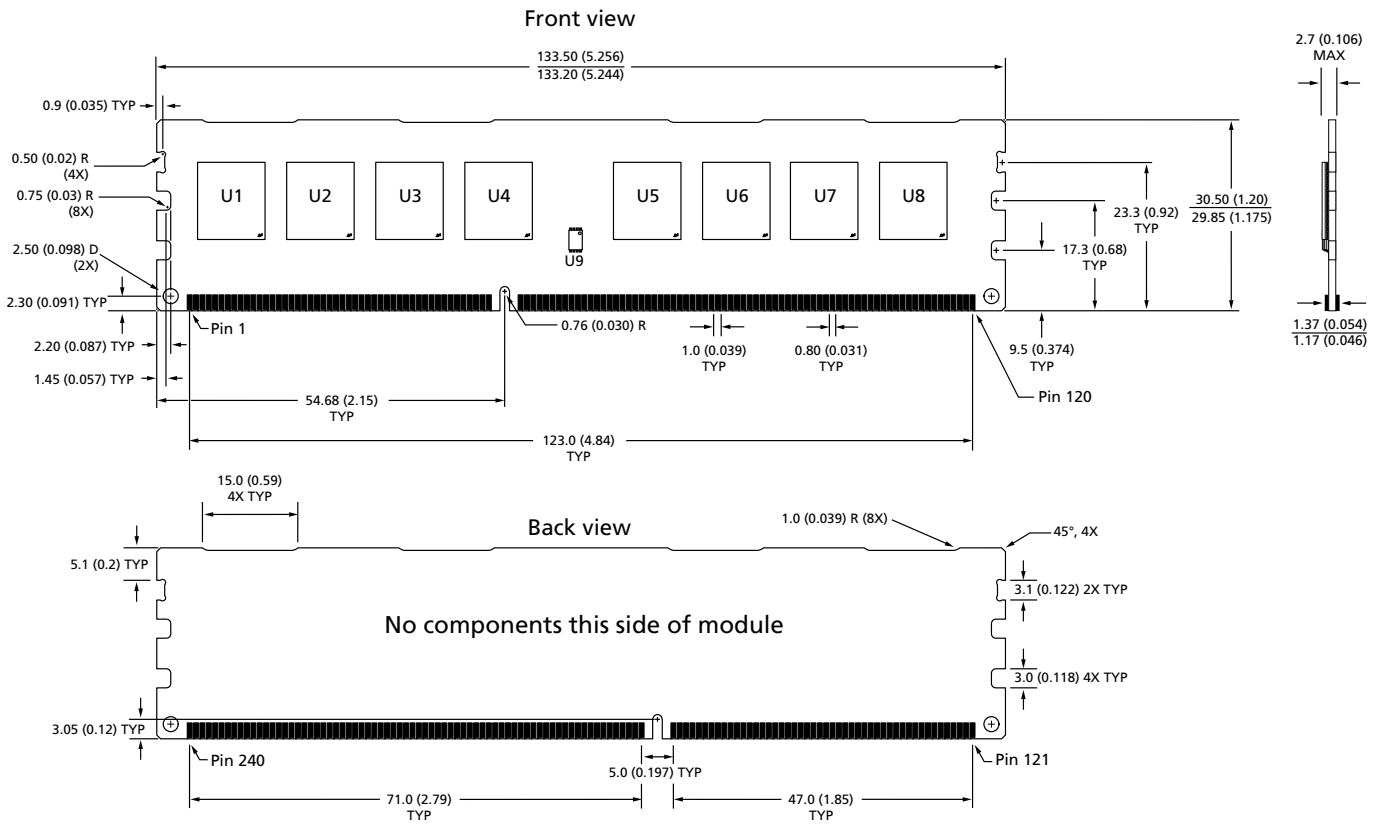 Front view
133.50 (5.256)
133.20 (5.244)
2.7 (0.106)
MAX
0.9 (0.035) TYP
0.50 (0.02) R
(4X)
0.75 (0.03) R
(8X)
2.50 (0.098) D
(2X)
2.30 (0.091) TYP
U1
U2
U3
U4
U5
U6
U7
U8
U9
23.3 (0.92)
TYP
30.50 (1.20)
29.85 (1.175)
17.3 (0.68)
TYP
Pin 1
0.76 (0.030) R
2.20 (0.087) TYP
1.0 (0.039)
TYP
0.80 (0.031)
TYP
9.5 (0.374)
TYP
1.37 (0.054)
1.17 (0.046)
1.45 (0.057) TYP
54.68 (2.15)
TYP
Pin 120
123.0 (4.84)
TYP
15.0 (0.59)
4X TYP
Back view
1.0 (0.039) R (8X)
45°, 4X
5.1 (0.2) TYP
3.1 (0.122) 2X TYP
No components this side of module
3.0 (0.118) 4X TYP
3.05 (0.12) TYP
Pin 240
5.0 (0.197) TYP
Pin 121
71.0 (2.79)
TYP
47.0 (1.85)
TYP